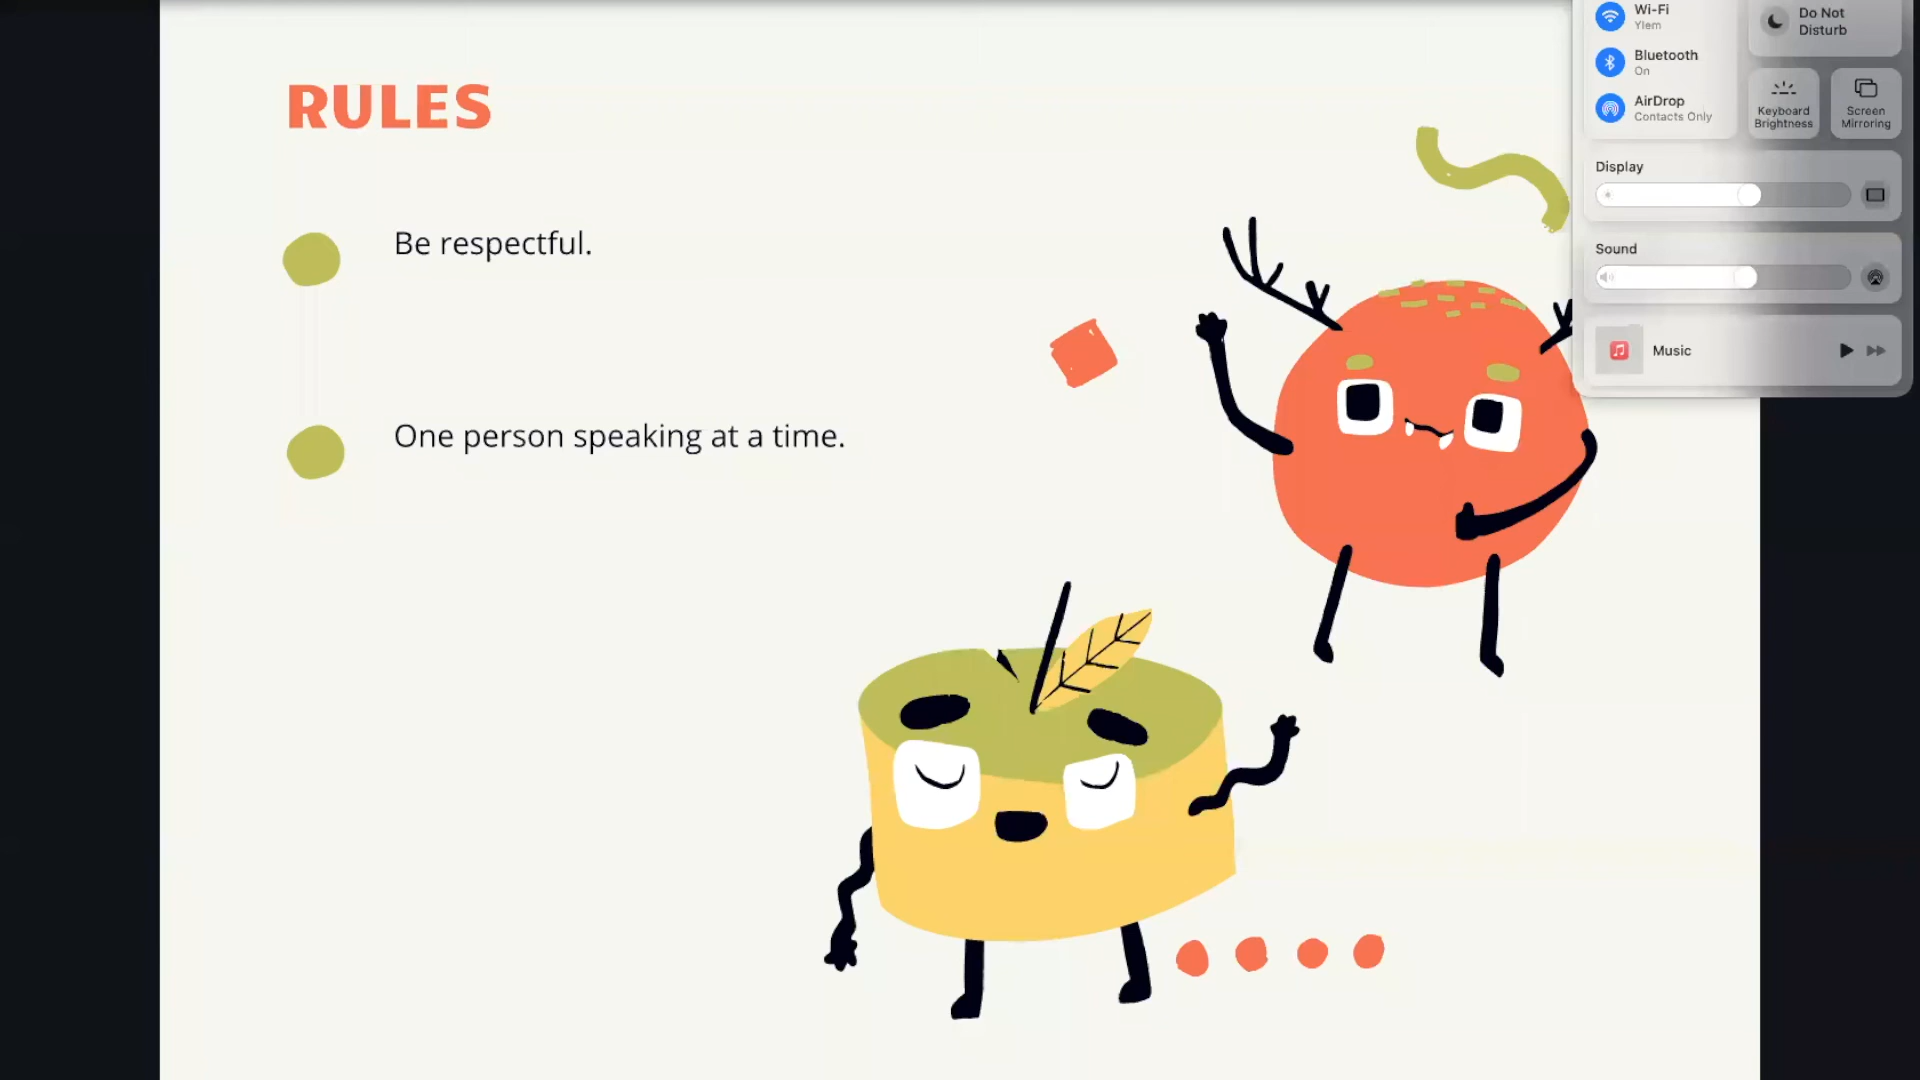 RULES
Be respectful.
One person speaking at a time.
Wi-Fi
Ylem
Bluetooth
On
AirDrop
Contacts Only
Do Not
Disturb
Keyboard
Brightness
Screen
Mirroring
Display
Sound
Music